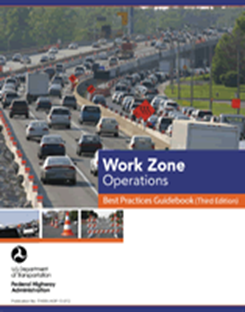 Work Zone
Operations
Best Practices Guidebook (Third Edition)
U.S. Department
of Transportation
Federal Highway
Administration